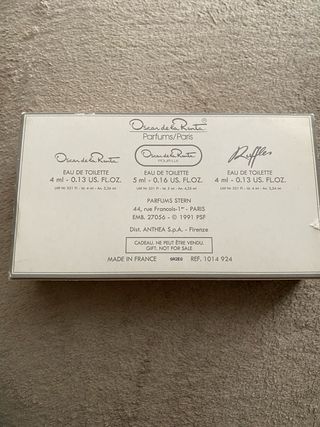 Oscar de la Renta ®
Parfums/Paris
Oscar de la Renta
EAU DE TOILETTE
4 ml - 0.13 US. FL.OZ.
Oscar de la Renta
POUR LUI
EAU DE TOILETTE
5 ml - 0.16 US. FL.OZ.
Ruffles
EAU DE TOILETTE
4 ml - 0.13 US. FL.OZ.
PARFUMS STERN
44, rue Francois-1er - PARIS
EMB. 27056 - © 1991 PSF
Dist. ANTHEA S.p.A. - Firenze
CADEAU, NE PEUT ÊTRE VENDU.
GIFT, NOT FOR SALE
MADE IN FRANCE
REF. 1014 924